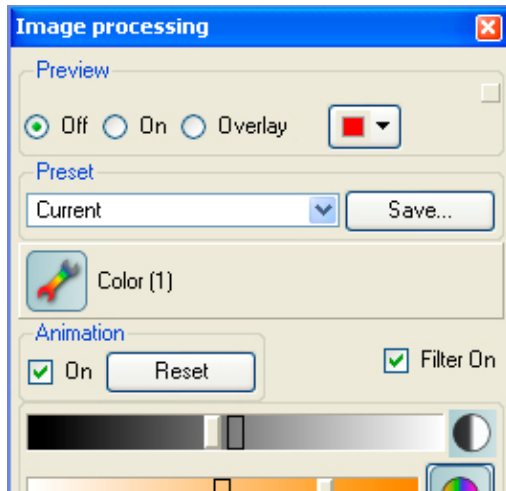 Image processing
Preview
Off On Overlay
Preset
Current Save...
Color (1)
Animation
On Reset Filter On